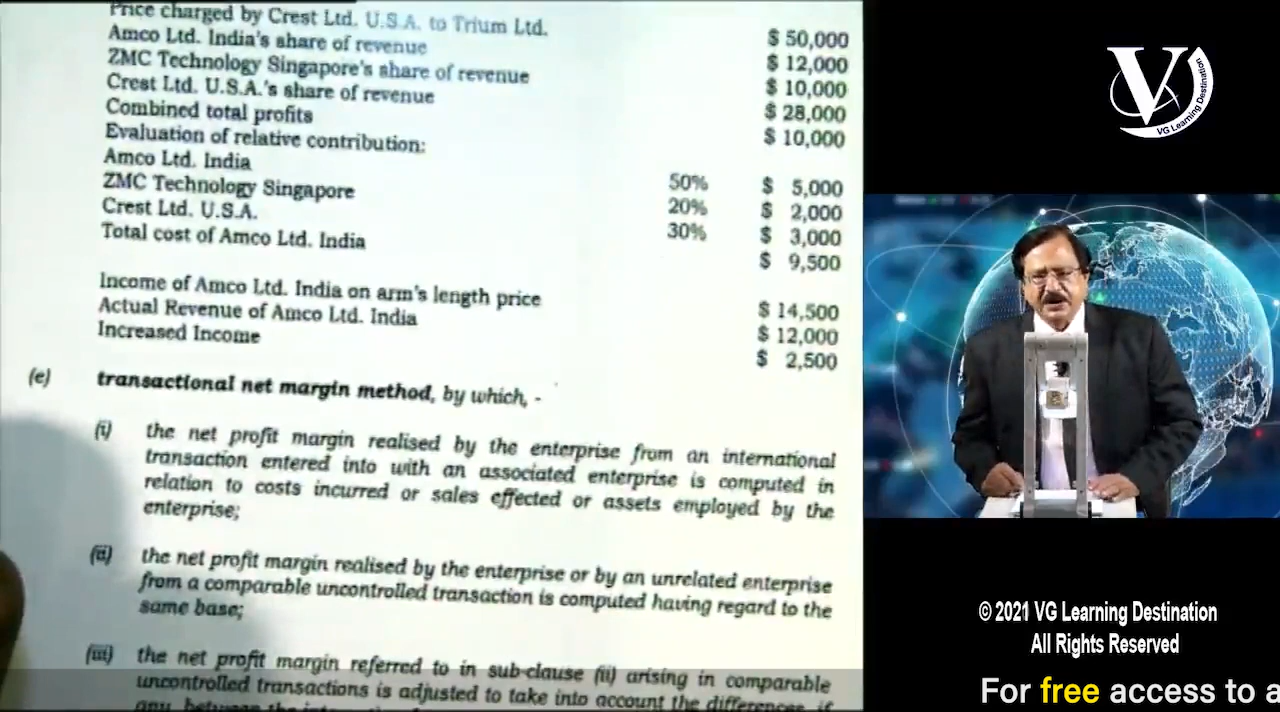 Price charged by Crest Ltd. U.S.A. to Trium Ltd. $ 50,000
Amco Ltd. India's share of revenue $ 12,000
ZMC Technology Singapore's share of revenue $ 10,000
Crest Ltd. U.S.A.'s share of revenue $ 28,000
Combined total profits $ 10,000
Evaluation of relative contribution:
Amco Ltd. India 50% $ 5,000
ZMC Technology Singapore 20% $ 2,000
Crest Ltd. U.S.A. 30% $ 3,000
Total cost of Amco Ltd. India $ 9,500
Income of Amco Ltd. India on arm's length price $ 14,500
Actual Revenue of Amco Ltd. India $ 12,000
Increased Income $ 2,500
(e) transactional net margin method, by which, -
(i) the net profit margin realised by the enterprise from an international
transaction entered into with an associated enterprise is computed in
relation to costs incurred or sales effected or assets employed by the
enterprise;
(ii) the net profit margin realised by the enterprise or by an unrelated enterprise
from a comparable uncontrolled transaction is computed having regard to the
same base;
(iii) the net profit margin referred to in sub-clause (ii) arising in comparable
uncontrolled transactions is adjusted to take into account the differences, if
any, between the
V
VG Learning Destination
© 2021 VG Learning Destination
All Rights Reserved
For free access to a